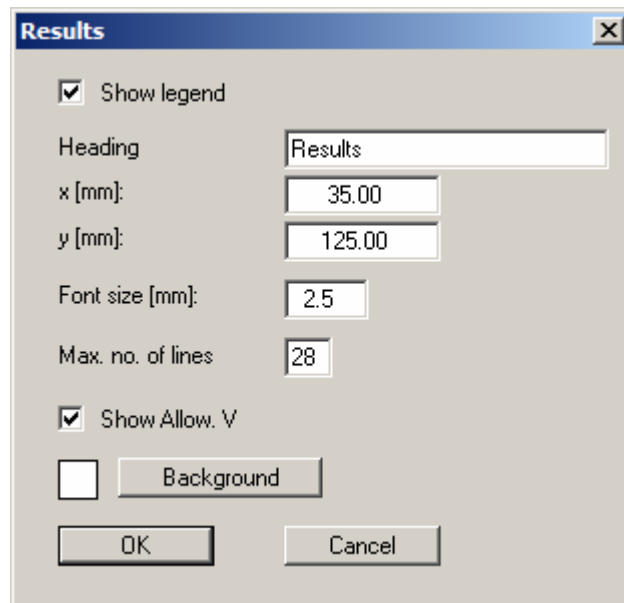 Results
Show legend
Heading Results
x [mm]: 35.00
y [mm]: 125.00
Font size [mm]: 2.5
Max. no. of lines 28
Show Allow. V
Background
OK Cancel